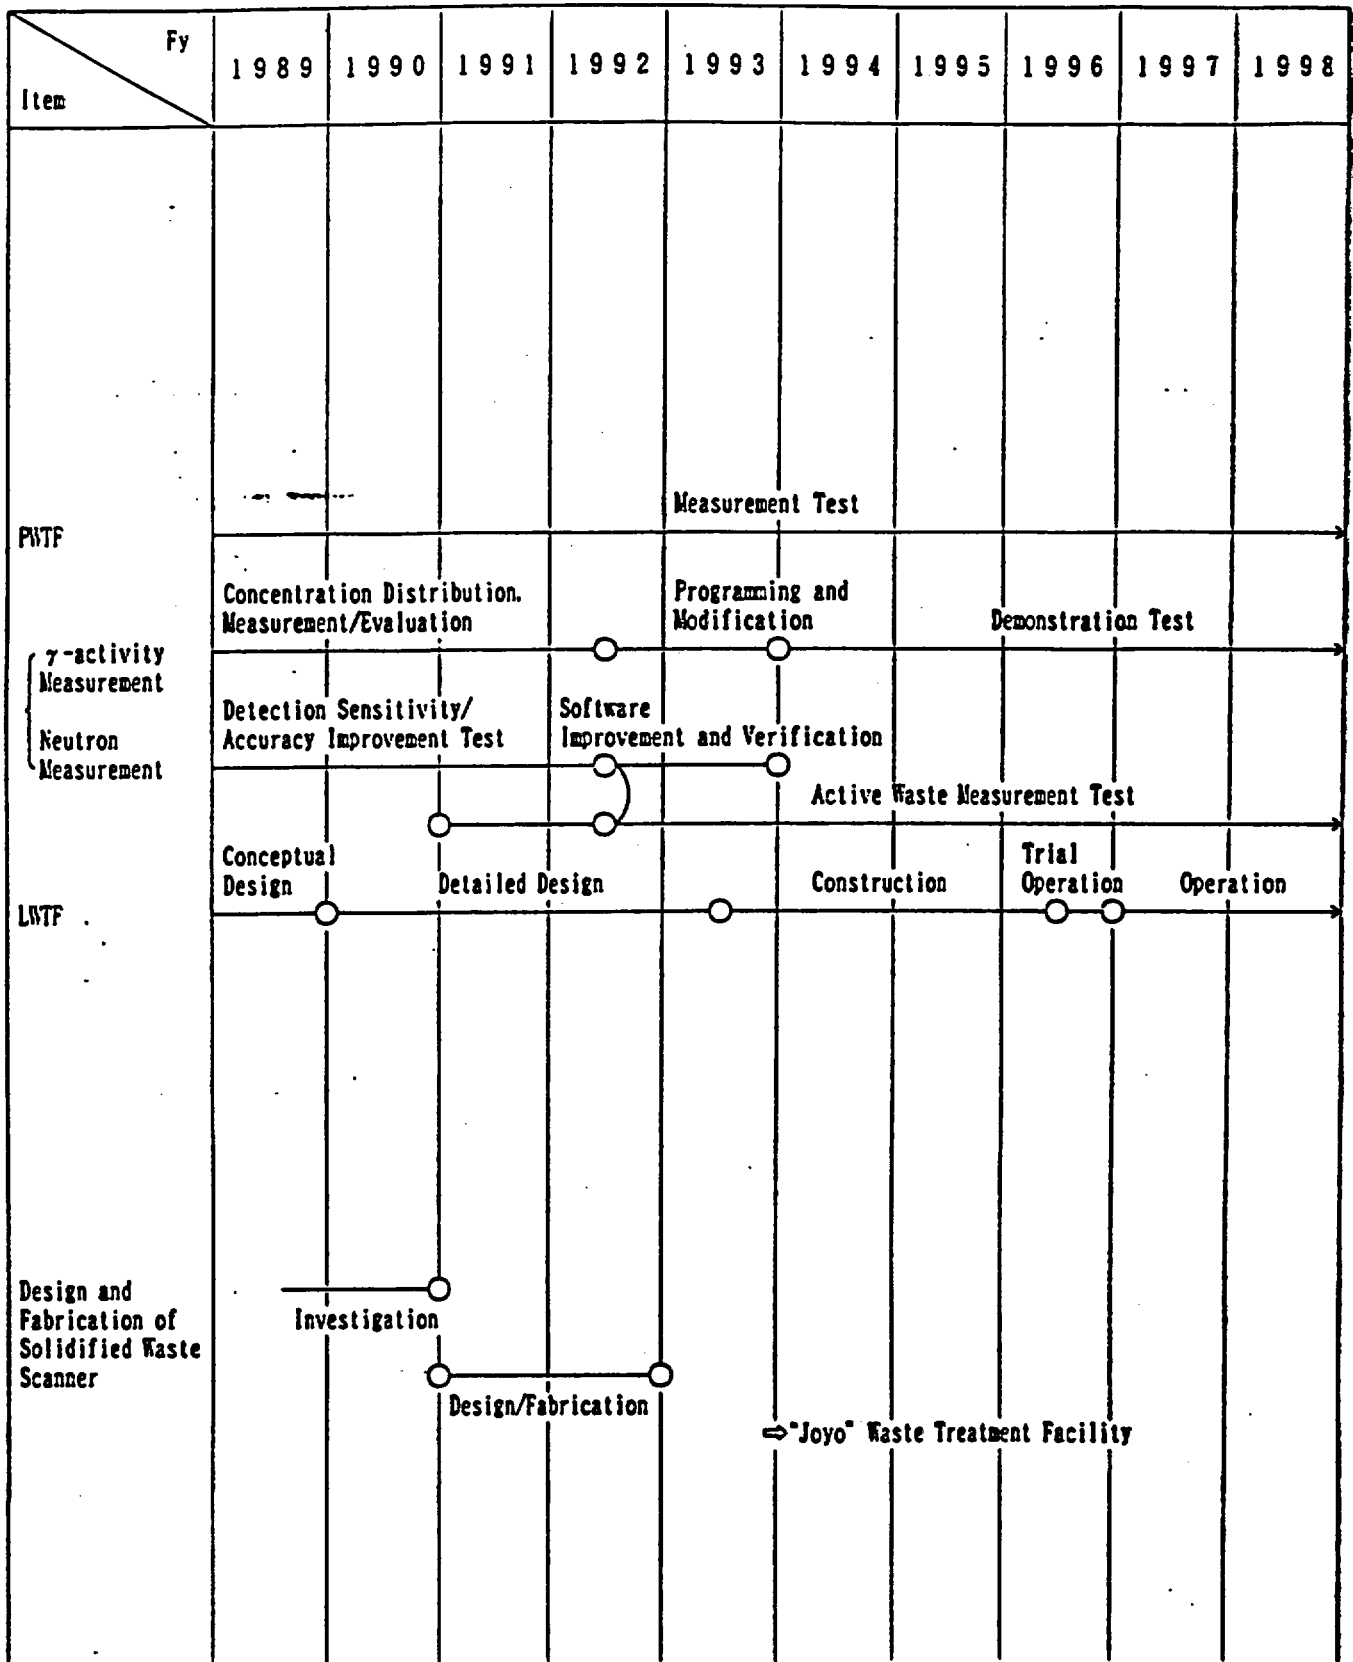 Fy
Item
1989 1990 1991 1992 1993 1994 1995 1996 1997 1998
Measurement Test
PWTF
Concentration Distribution.
Measurement/Evaluation
Programming and
Modification
Demonstration Test
γ-activity
Measurement
Detection Sensitivity/
Accuracy Improvement Test
Software
Improvement and Verification
Neutron
Measurement
Active Waste Measurement Test
Conceptual
Design
Detailed Design
Construction
Trial
Operation
Operation
LWTF
Design and
Fabrication of
Solidified Waste
Scanner
Investigation
Design/Fabrication
⇨"Joyo" Waste Treatment Facility